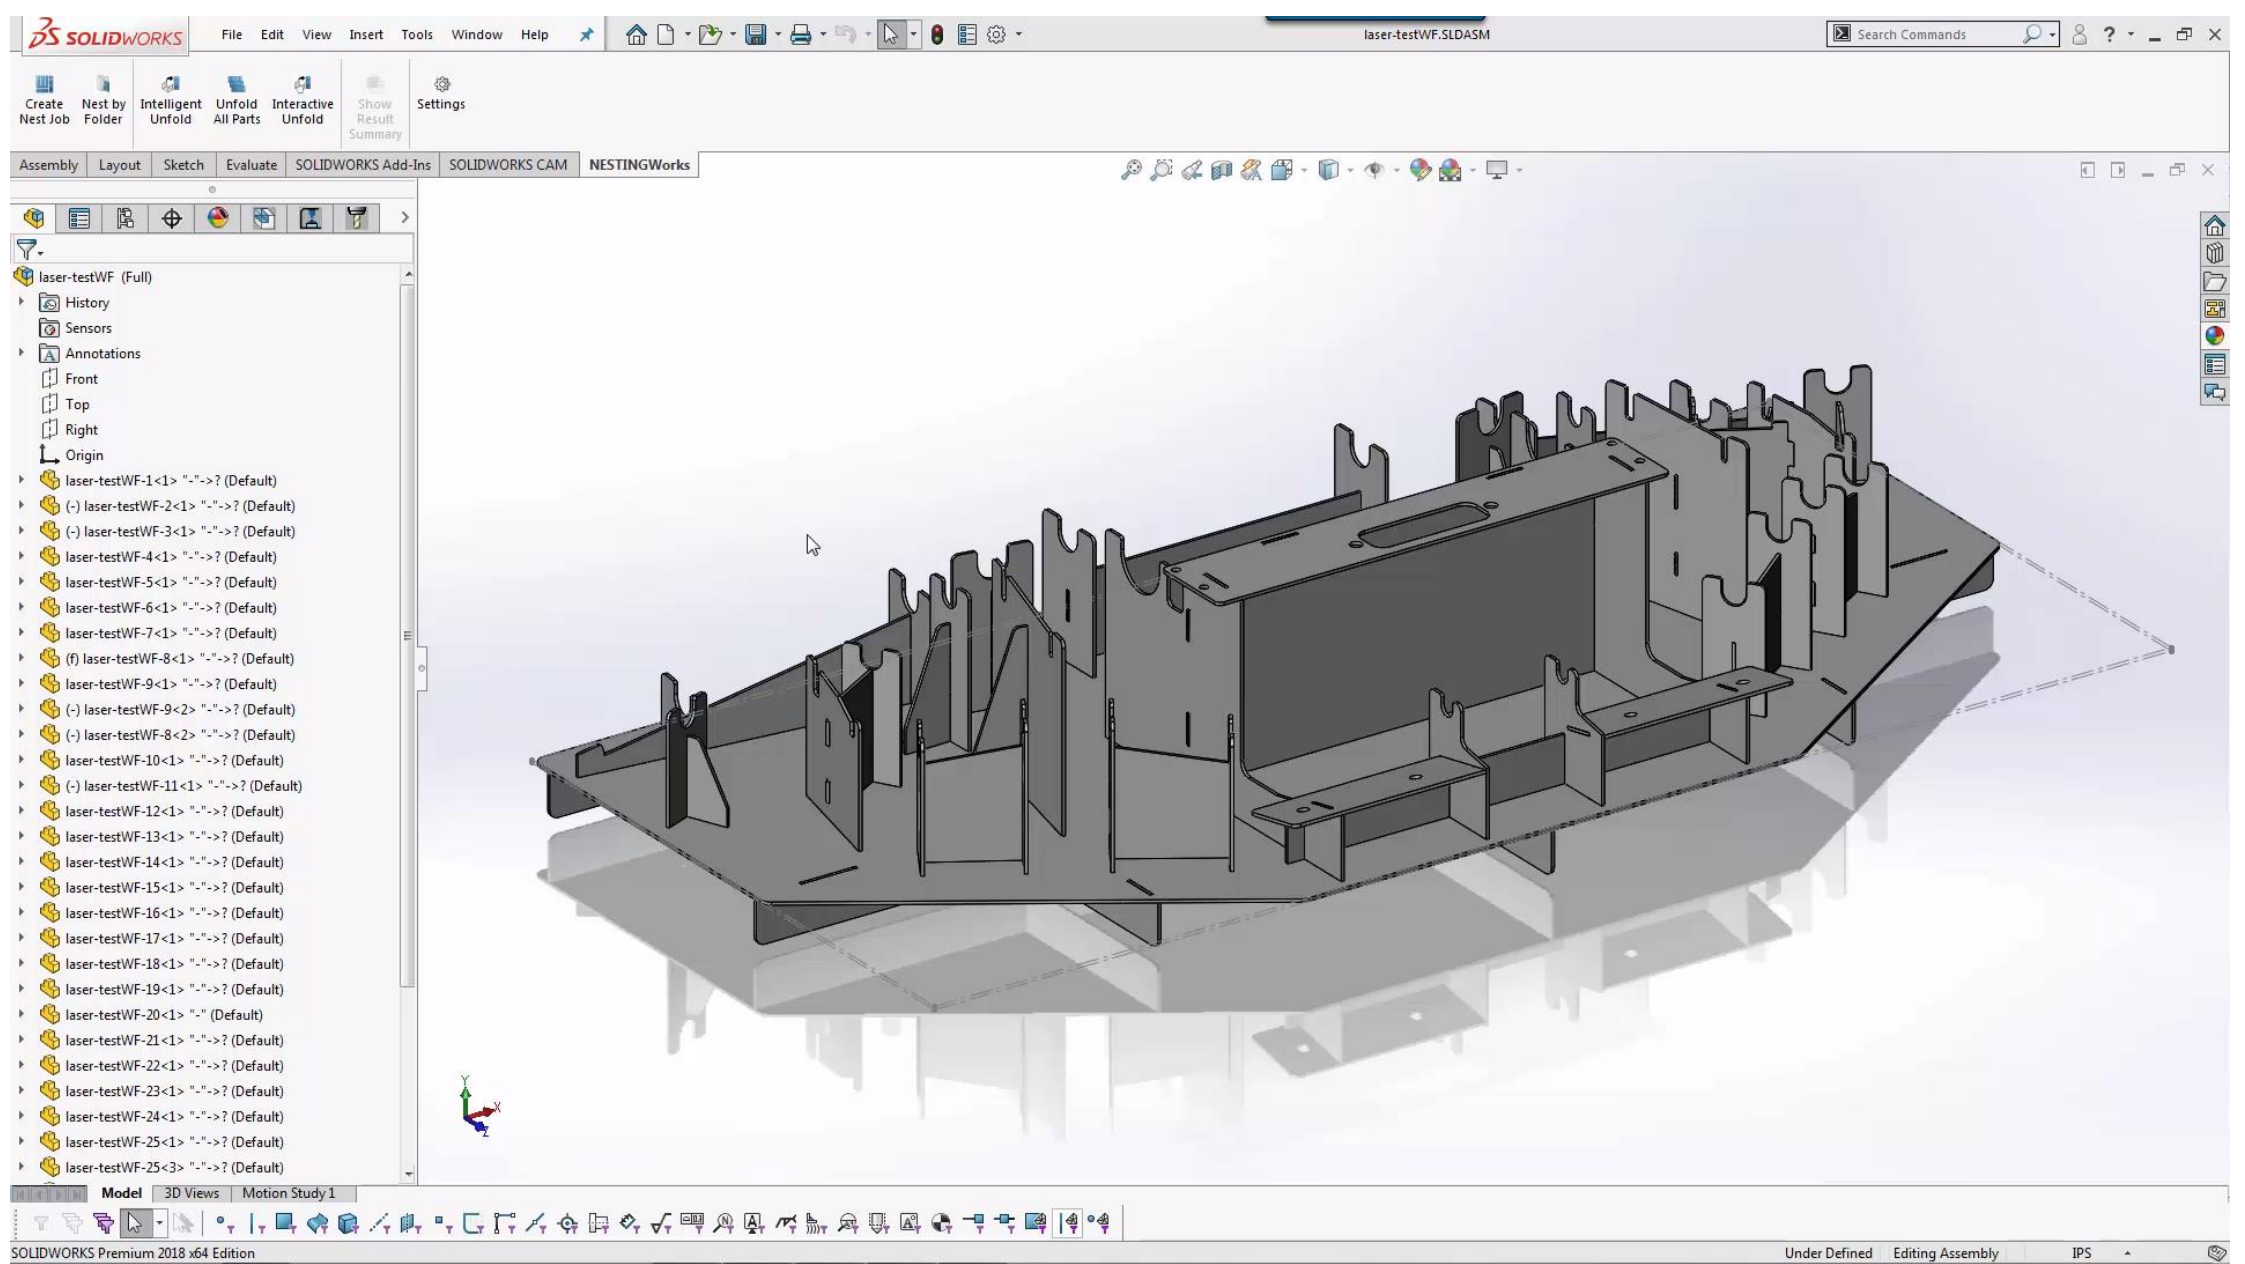 SOLIDWORKS File Edit View Insert Tools Window Help laser-testWF.SLDASM Search Commands ?
Create Nest Job
Nest by Folder
Intelligent Unfold
Unfold All Parts
Interactive Unfold
Show Result Summary
Settings
Assembly Layout Sketch Evaluate SOLIDWORKS Add-Ins SOLIDWORKS CAM NESTINGWorks
laser-testWF (Full)
History
Sensors
Annotations
Front
Top
Right
Origin
laser-testWF-1<1> "-"->? (Default)
(-) laser-testWF-2<1> "-"->? (Default)
(-) laser-testWF-3<1> "-"->? (Default)
laser-testWF-4<1> "-"->? (Default)
laser-testWF-5<1> "-"->? (Default)
laser-testWF-6<1> "-"->? (Default)
laser-testWF-7<1> "-"->? (Default)
(f) laser-testWF-8<1> "-"->? (Default)
laser-testWF-9<1> "-"->? (Default)
(-) laser-testWF-9<2> "-"->? (Default)
(-) laser-testWF-8<2> "-"->? (Default)
laser-testWF-10<1> "-"->? (Default)
(-) laser-testWF-11<1> "-"->? (Default)
laser-testWF-12<1> "-"->? (Default)
laser-testWF-13<1> "-"->? (Default)
laser-testWF-14<1> "-"->? (Default)
laser-testWF-15<1> "-"->? (Default)
laser-testWF-16<1> "-"->? (Default)
laser-testWF-17<1> "-"->? (Default)
laser-testWF-18<1> "-"->? (Default)
laser-testWF-19<1> "-"->? (Default)
laser-testWF-20<1> "-" (Default)
laser-testWF-21<1> "-"->? (Default)
laser-testWF-22<1> "-"->? (Default)
laser-testWF-23<1> "-"->? (Default)
laser-testWF-24<1> "-"->? (Default)
laser-testWF-25<1> "-"->? (Default)
laser-testWF-25<3> "-"->? (Default)
Y
X
Z
Model 3D Views Motion Study 1
SOLIDWORKS Premium 2018 x64 Edition Under Defined Editing Assembly IPS